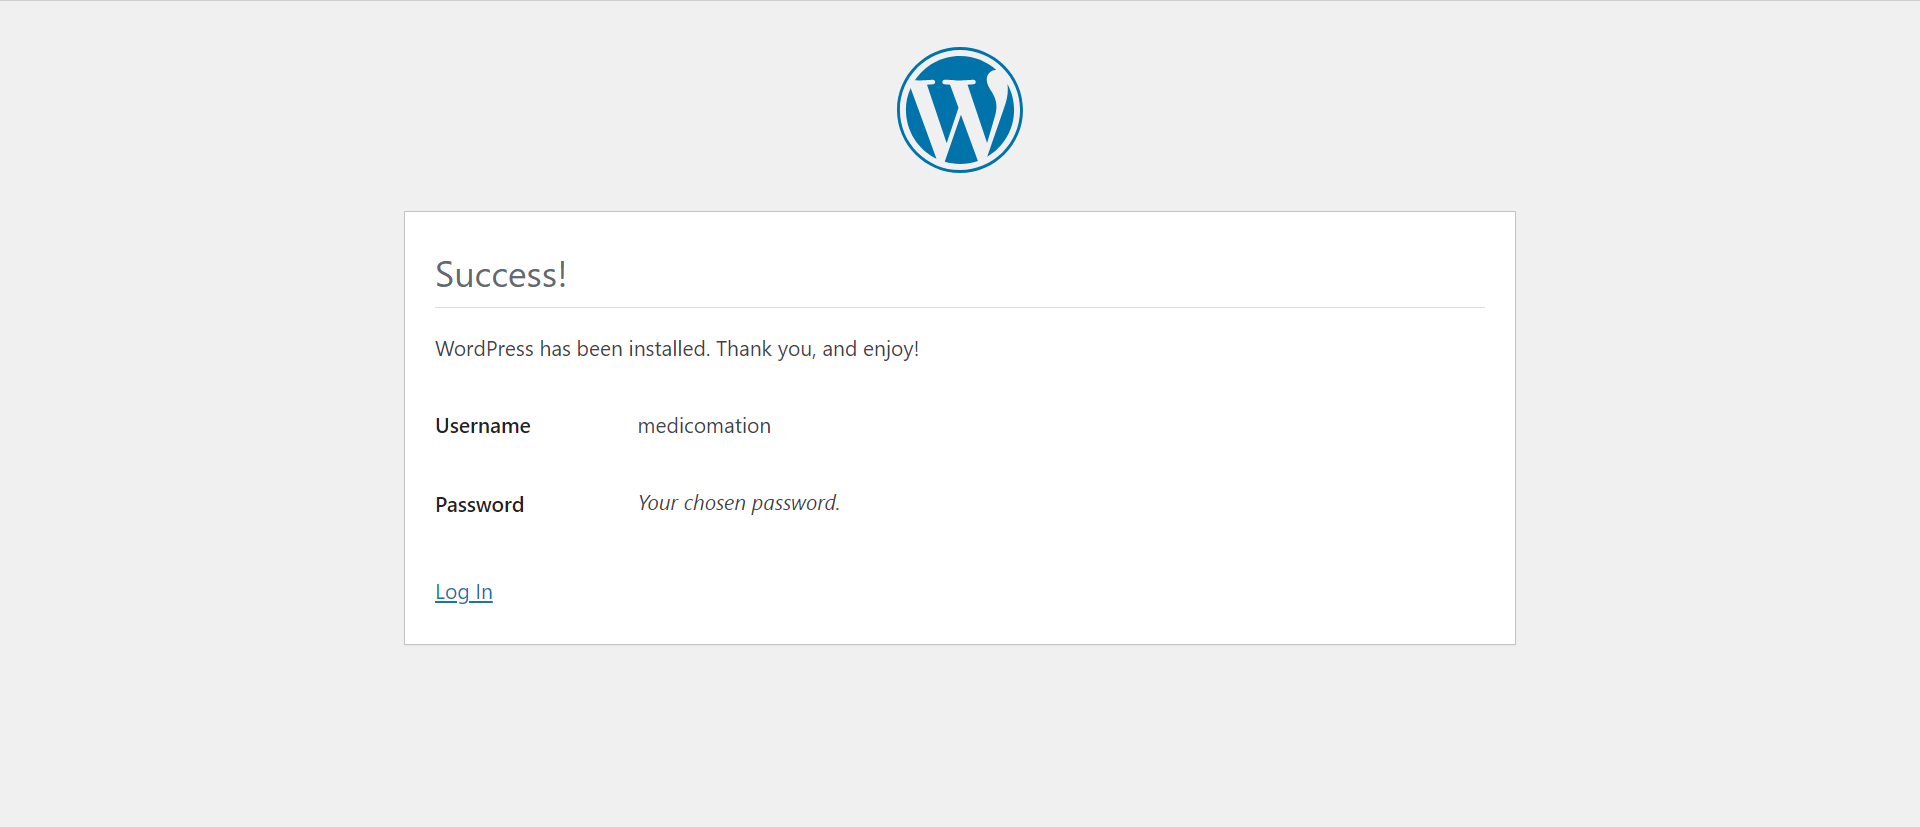 Success!
WordPress has been installed. Thank you, and enjoy!
Username medicomation
Password Your chosen password.
Log In